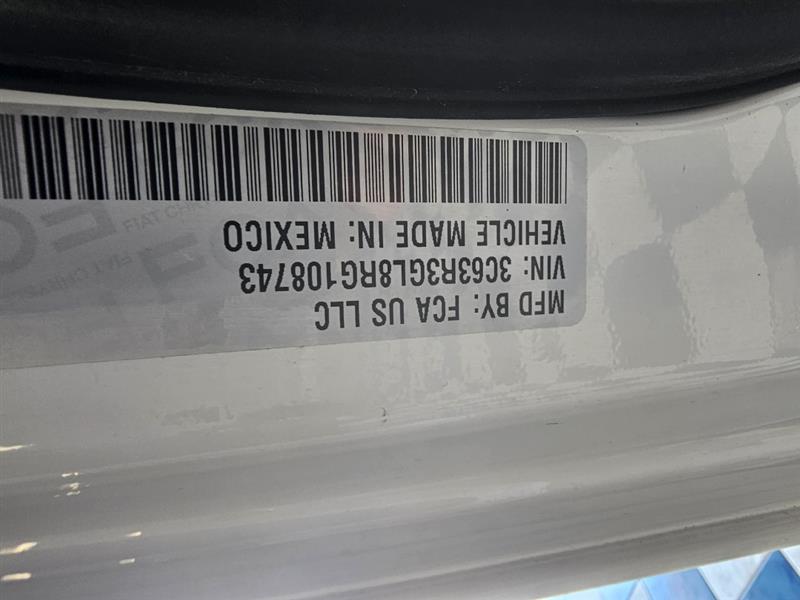 MFD BY: FCA US LLC
VIN: 3C63R3GL8RG108743
VEHICLE MADE IN: MEXICO